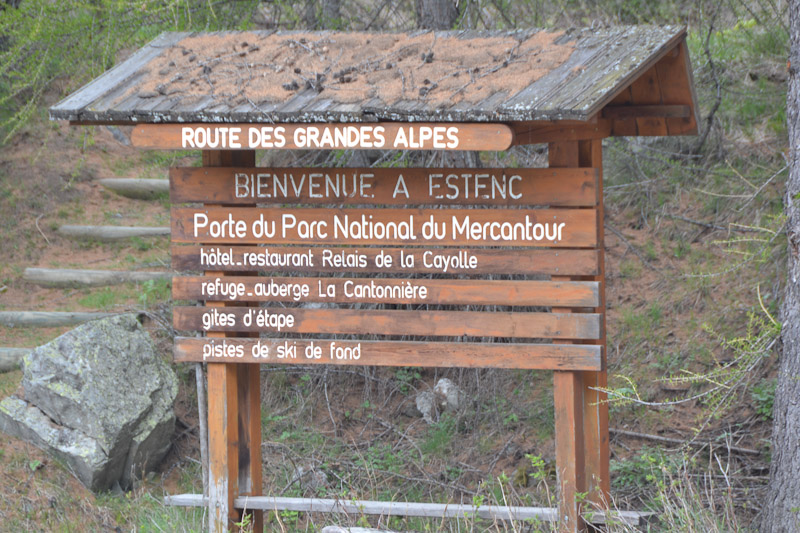 ROUTE DES GRANDES ALPES
BIENVENUE A ESTENC
Porte du Parc National du Mercantour
hôtel_restaurant Relais de la Cayolle
refuge_auberge La Cantonnière
gîtes d'étape
pistes de ski de fond